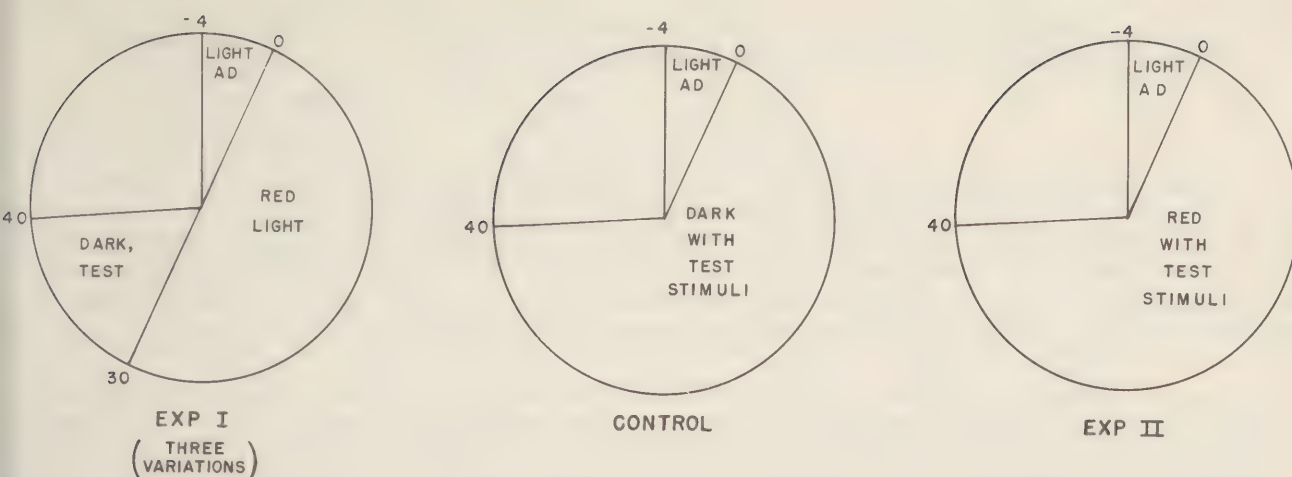 -4
0
LIGHT
AD
RED
LIGHT
40
DARK,
TEST
30
EXP I
(THREE
VARIATIONS)
-4
0
LIGHT
AD
40
DARK
WITH
TEST
STIMULI
CONTROL
-4
0
LIGHT
AD
40
RED
WITH
TEST
STIMULI
EXP II